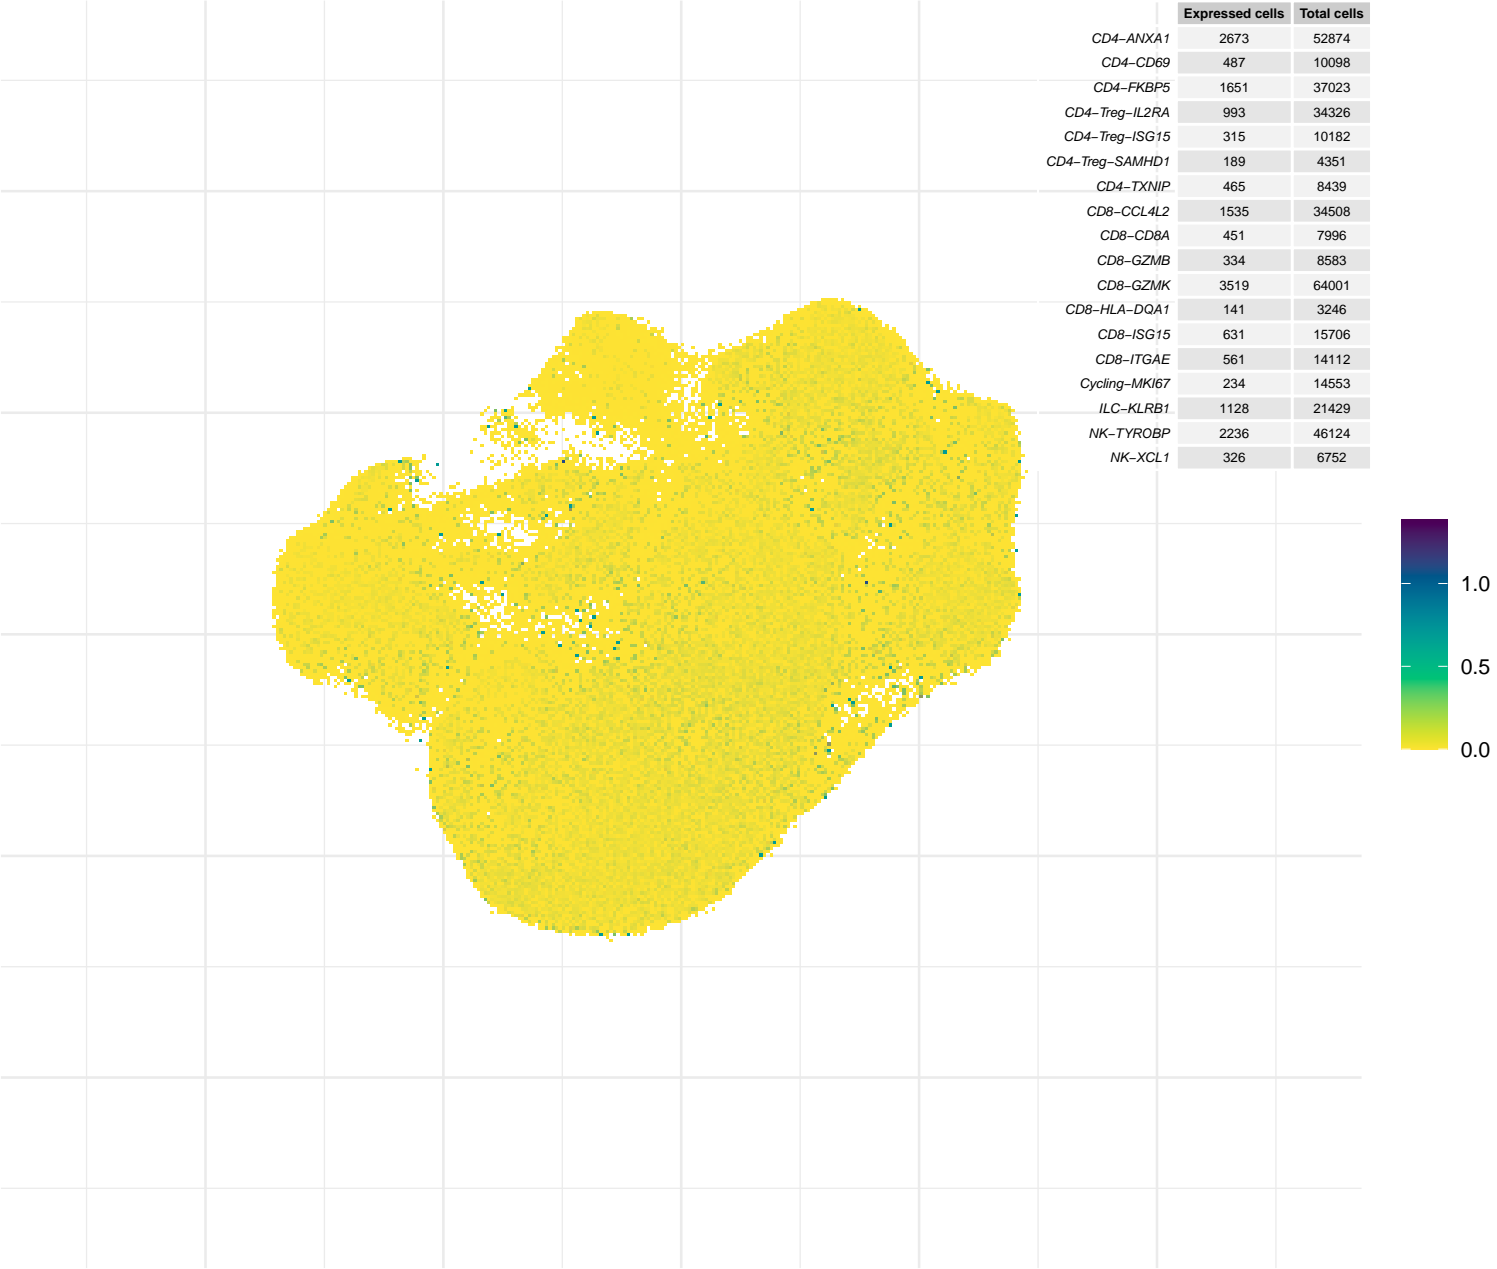 Expressed cells Total cells
CD4−ANXA1 2673 52874
CD4−CD69 487 10098
CD4−FKBP5 1651 37023
CD4−Treg−IL2RA 993 34326
CD4−Treg−ISG15 315 10182
CD4−Treg−SAMHD1 189 4351
CD4−TXNIP 465 8439
CD8−CCL4L2 1535 34508
CD8−CD8A 451 7996
CD8−GZMB 334 8583
CD8−GZMK 3519 64001
CD8−HLA−DQA1 141 3246
CD8−ISG15 631 15706
CD8−ITGAE 561 14112
Cycling−MKI67 234 14553
ILC−KLRB1 1128 21429
NK−TYROBP 2236 46124
NK−XCL1 326 6752
1.0
0.5
0.0